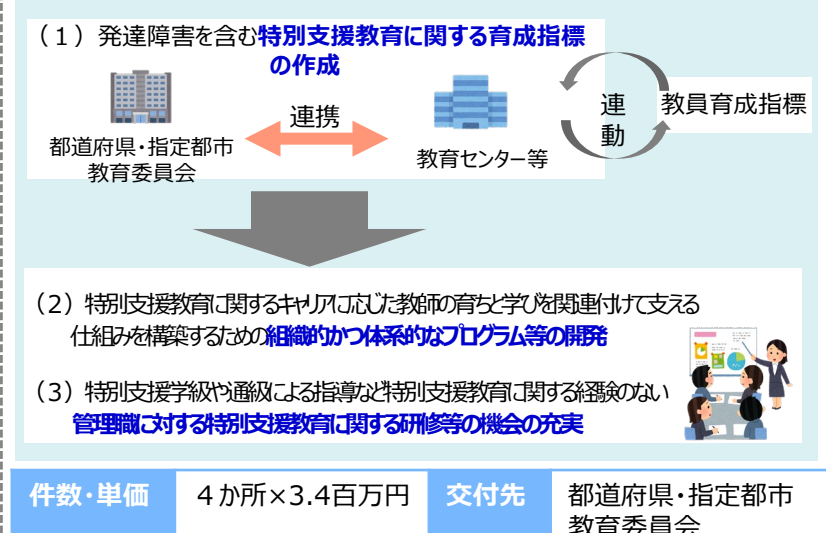 （１）発達障害を含む特別支援教育に関する育成指標
の作成
連携
都道府県・指定都市
教育委員会
教育センター等
連
動
教員育成指標
（２）特別支援教育に関するキャリアに応じた教師の育ちと学びを関連付けて支える
仕組みを構築するための組織的かつ体系的なプログラム等の開発
（３）特別支援学級や通級による指導など特別支援教育に関する経験のない
管理職に対する特別支援教育に関する研修等の機会の充実
件数・単価
４か所×3.4百万円
交付先
都道府県・指定都市
教育委員会